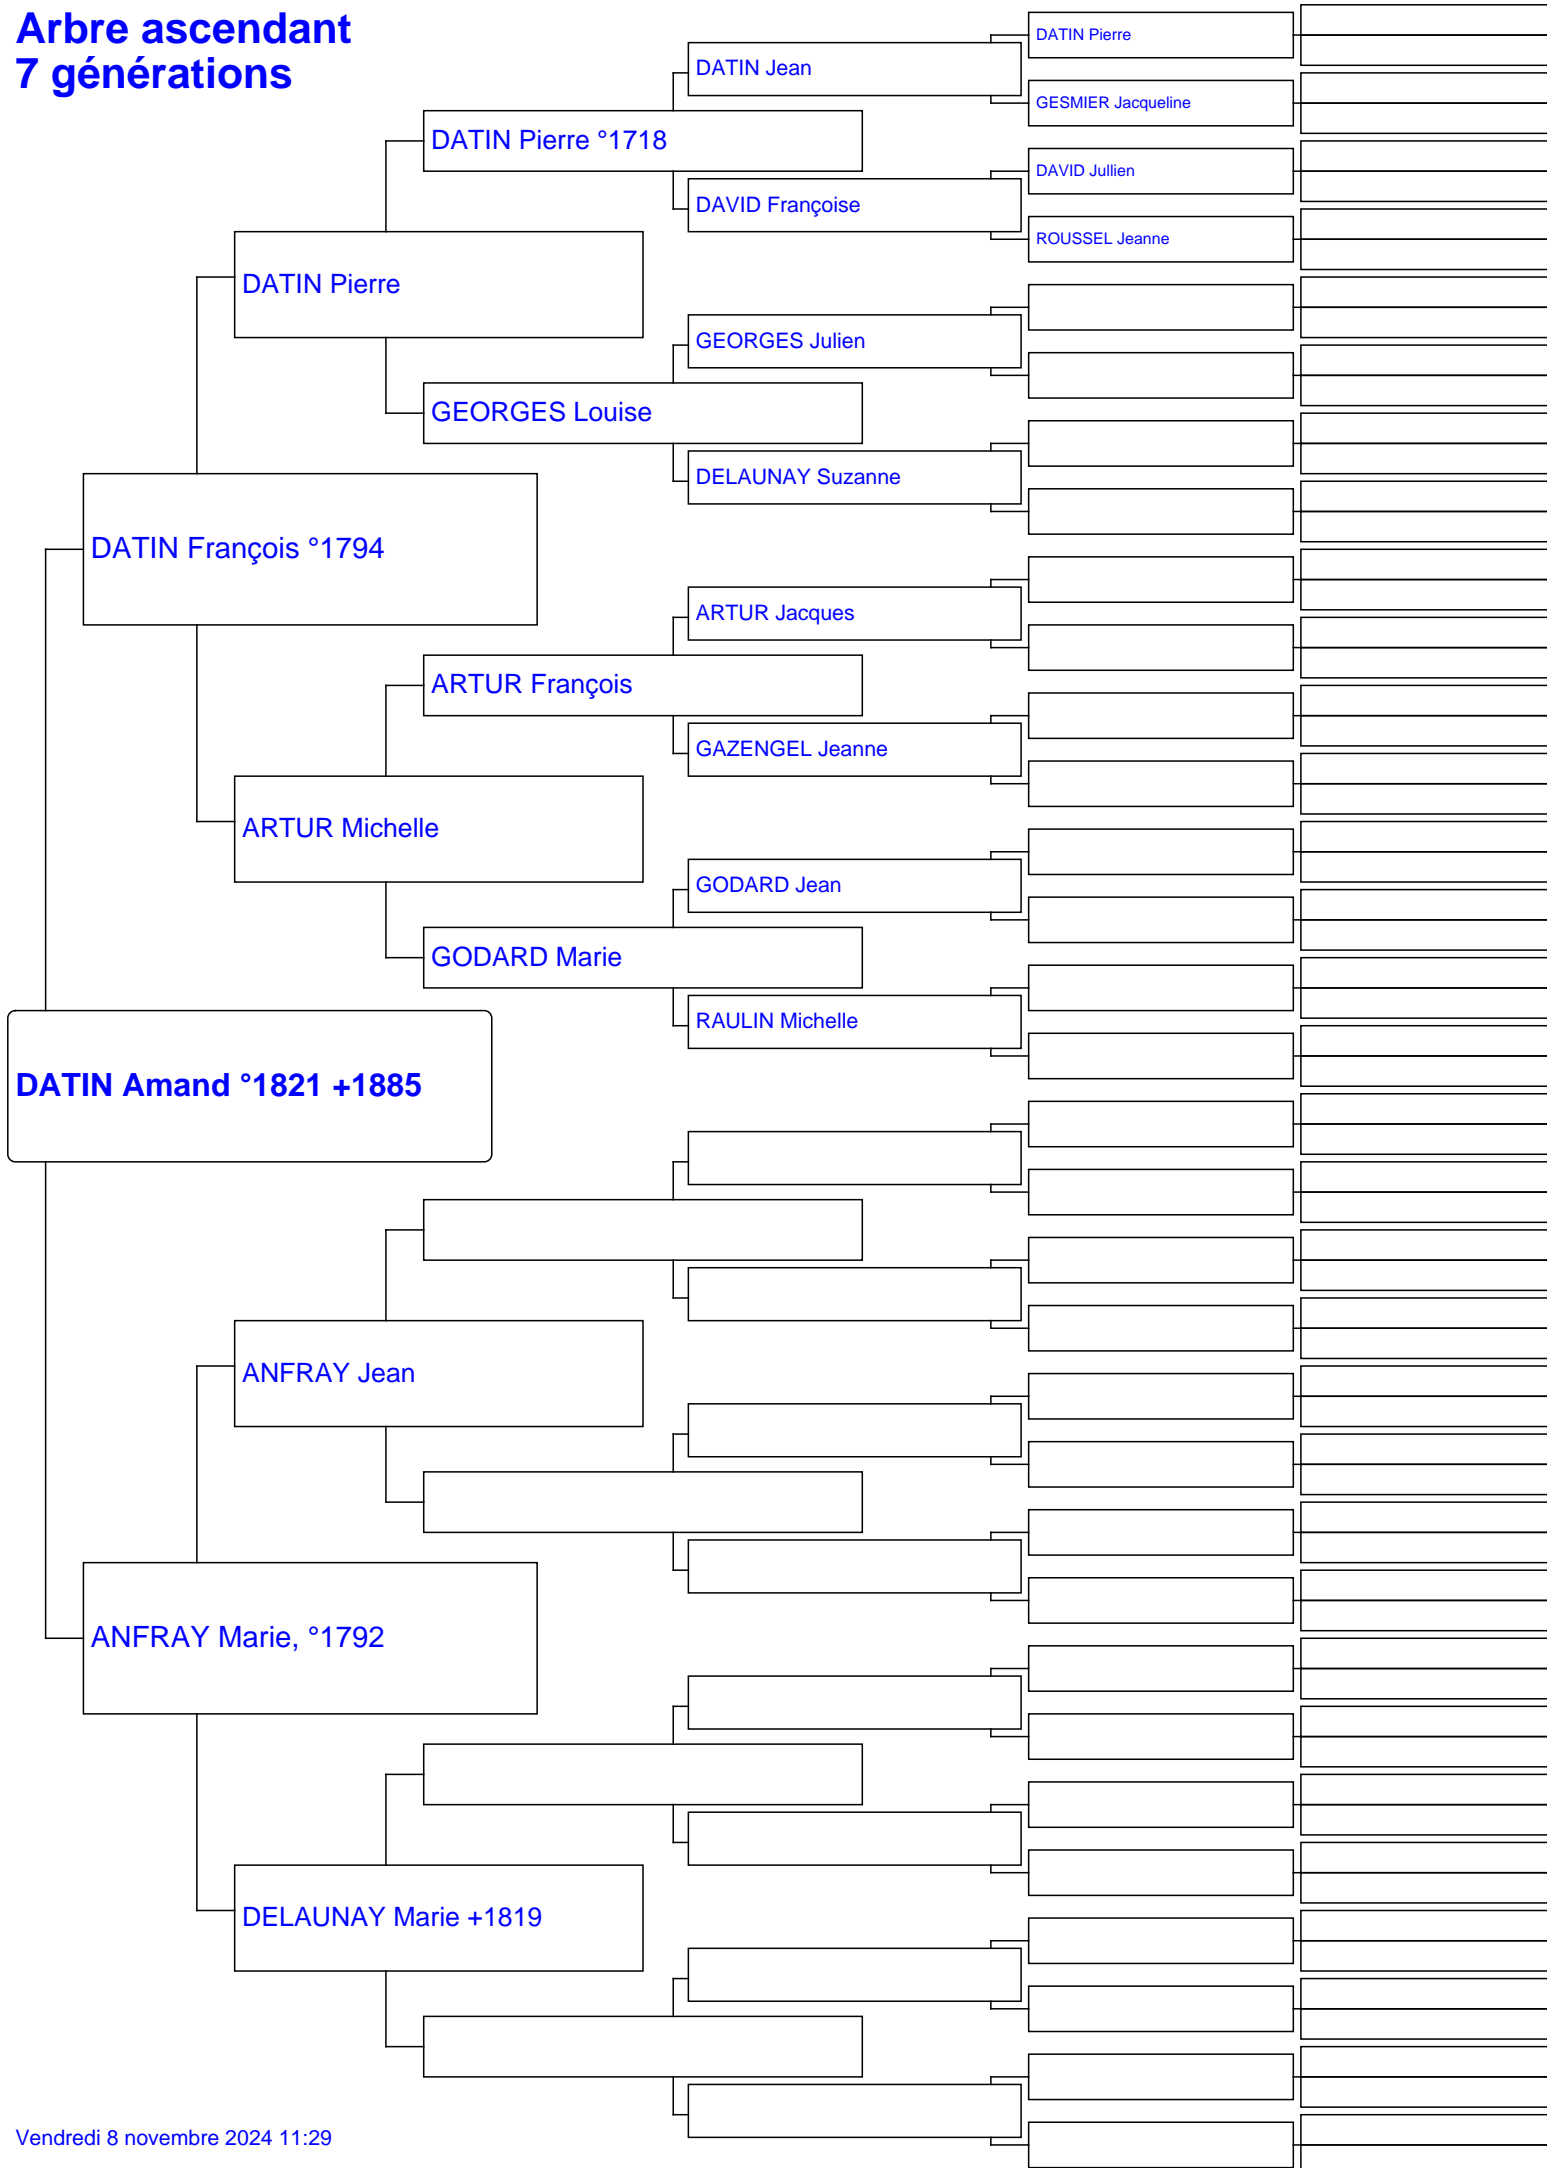 Arbre ascendant
7 générations
DATIN Pierre
DATIN Jean
GESMIER Jacqueline
DATIN Pierre °1718
DAVID Jullien
DAVID Françoise
ROUSSEL Jeanne
DATIN Pierre
GEORGES Julien
GEORGES Louise
DELAUNAY Suzanne
DATIN François °1794
ARTUR Jacques
ARTUR François
GAZENGEL Jeanne
ARTUR Michelle
GODARD Jean
GODARD Marie
RAULIN Michelle
DATIN Amand °1821 +1885
ANFRAY Jean
ANFRAY Marie, °1792
DELAUNAY Marie +1819
Vendredi 8 novembre 2024 11:29